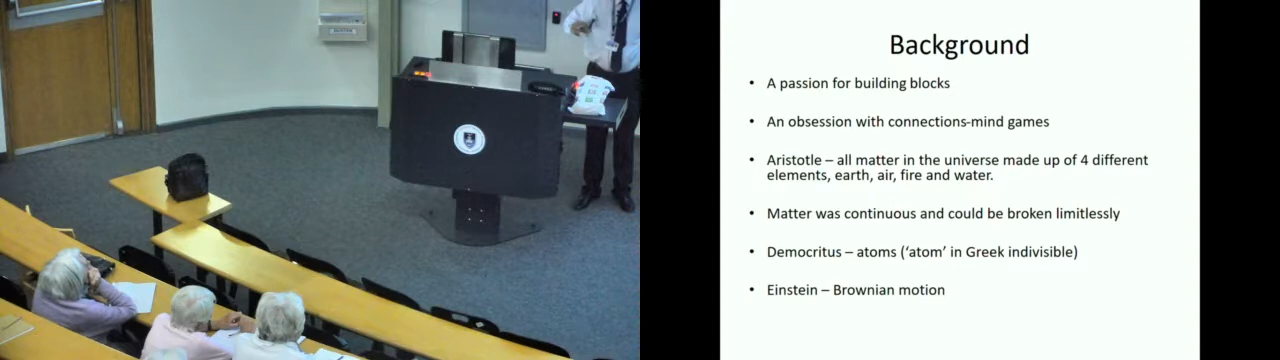 Background
• A passion for building blocks
• An obsession with connections-mind games
• Aristotle – all matter in the universe made up of 4 different
elements, earth, air, fire and water.
• Matter was continuous and could be broken limitlessly
• Democritus – atoms (‘atom’ in Greek indivisible)
• Einstein – Brownian motion